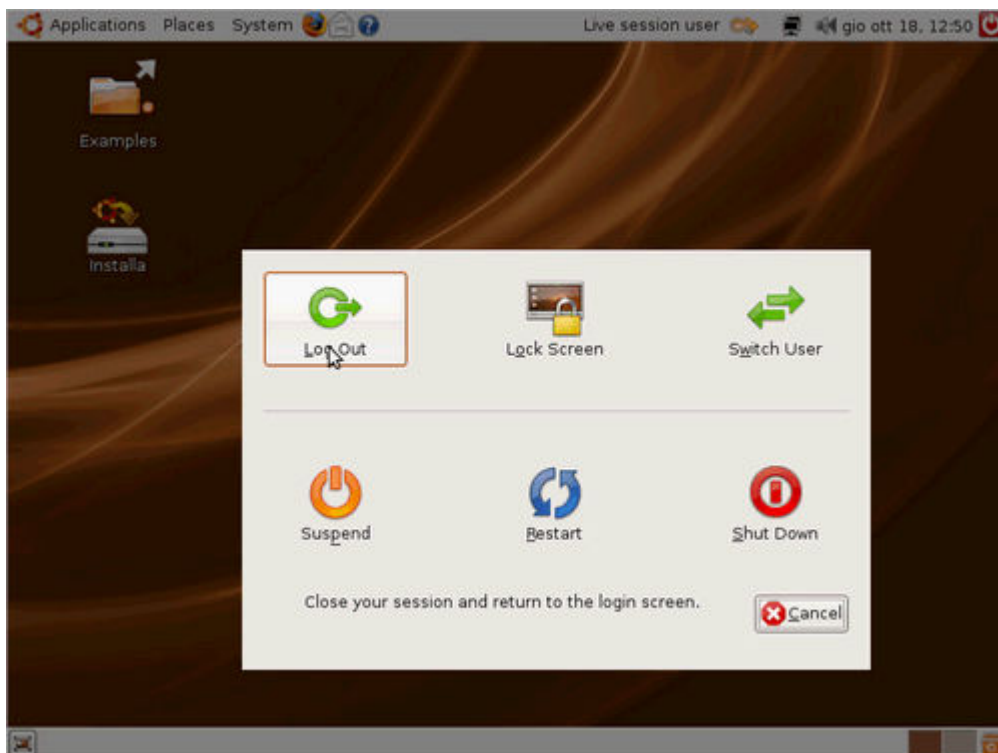 Applications Places System Live session user gio ott 18, 12:50
Examples
Installa
Log Out Lock Screen Switch User
Suspend Restart Shut Down
Close your session and return to the login screen.
Cancel